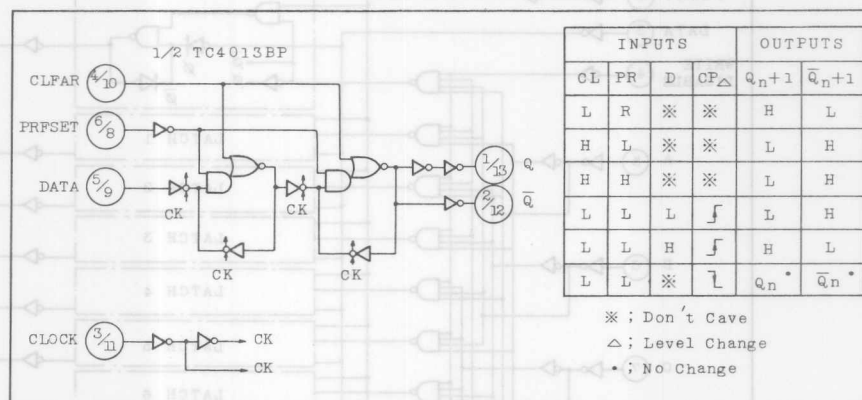 1/2 TC4013BP
CLFAR
4/10
PRFSET
6/8
DATA
5/9
CK
CK
CK
CK
1/13 Q
2/12 Q̅
CLOCK
3/11
CK
CK
INPUTS OUTPUTS
CL PR D CP△ Qn+1 Q̅n+1
L R ※ ※ H L
H L ※ ※ L H
H H ※ ※ L H
L L L L H
L L H H L
L L ※ Qn• Q̅n•
※ ; Don't Cave
△ ; Level Change
• ; No Change